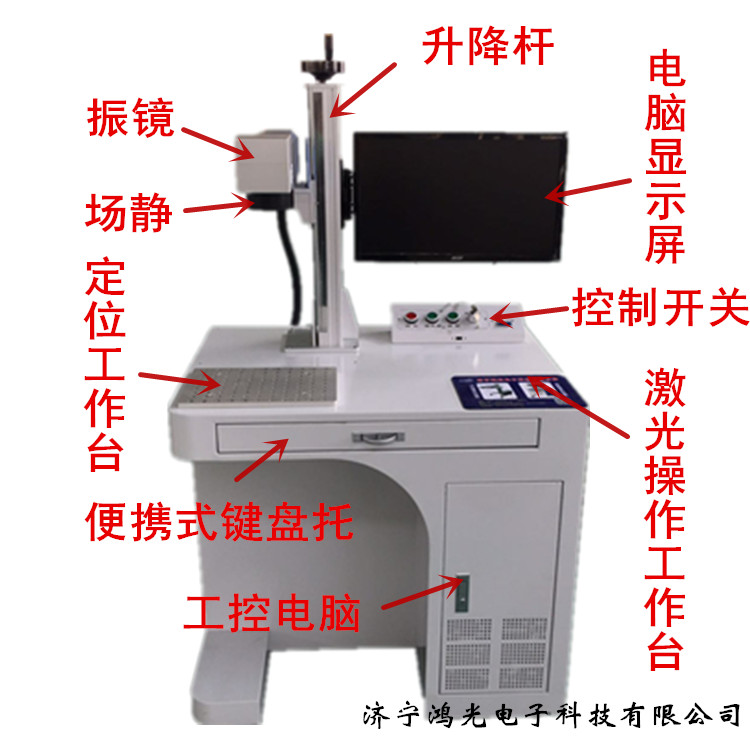 升降杆
电脑显示屏
振镜
场静
定位工作台
控制开关
激光操作工作台
便携式键盘托
工控电脑
济宁鸿光电子科技有限公司